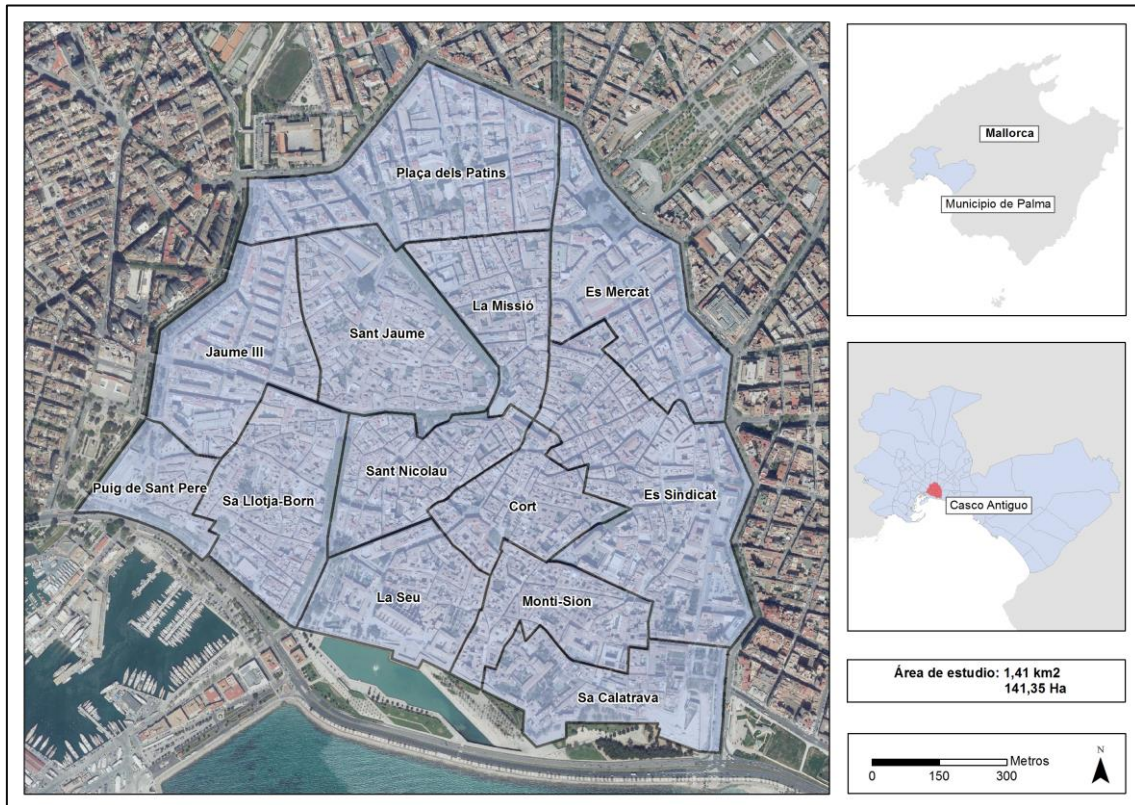 Plaça dels Patins
Es Mercat
La Missió
Sant Jaume
Jaume III
Sant Nicolau
Puig de Sant Pere
Sa Llotja-Born
Es Sindicat
Cort
La Seu
Monti-Sion
Sa Calatrava
Mallorca
Municipio de Palma
Casco Antiguo
Área de estudio: 1,41 km2
141,35 Ha
Metros
0 150 300
N